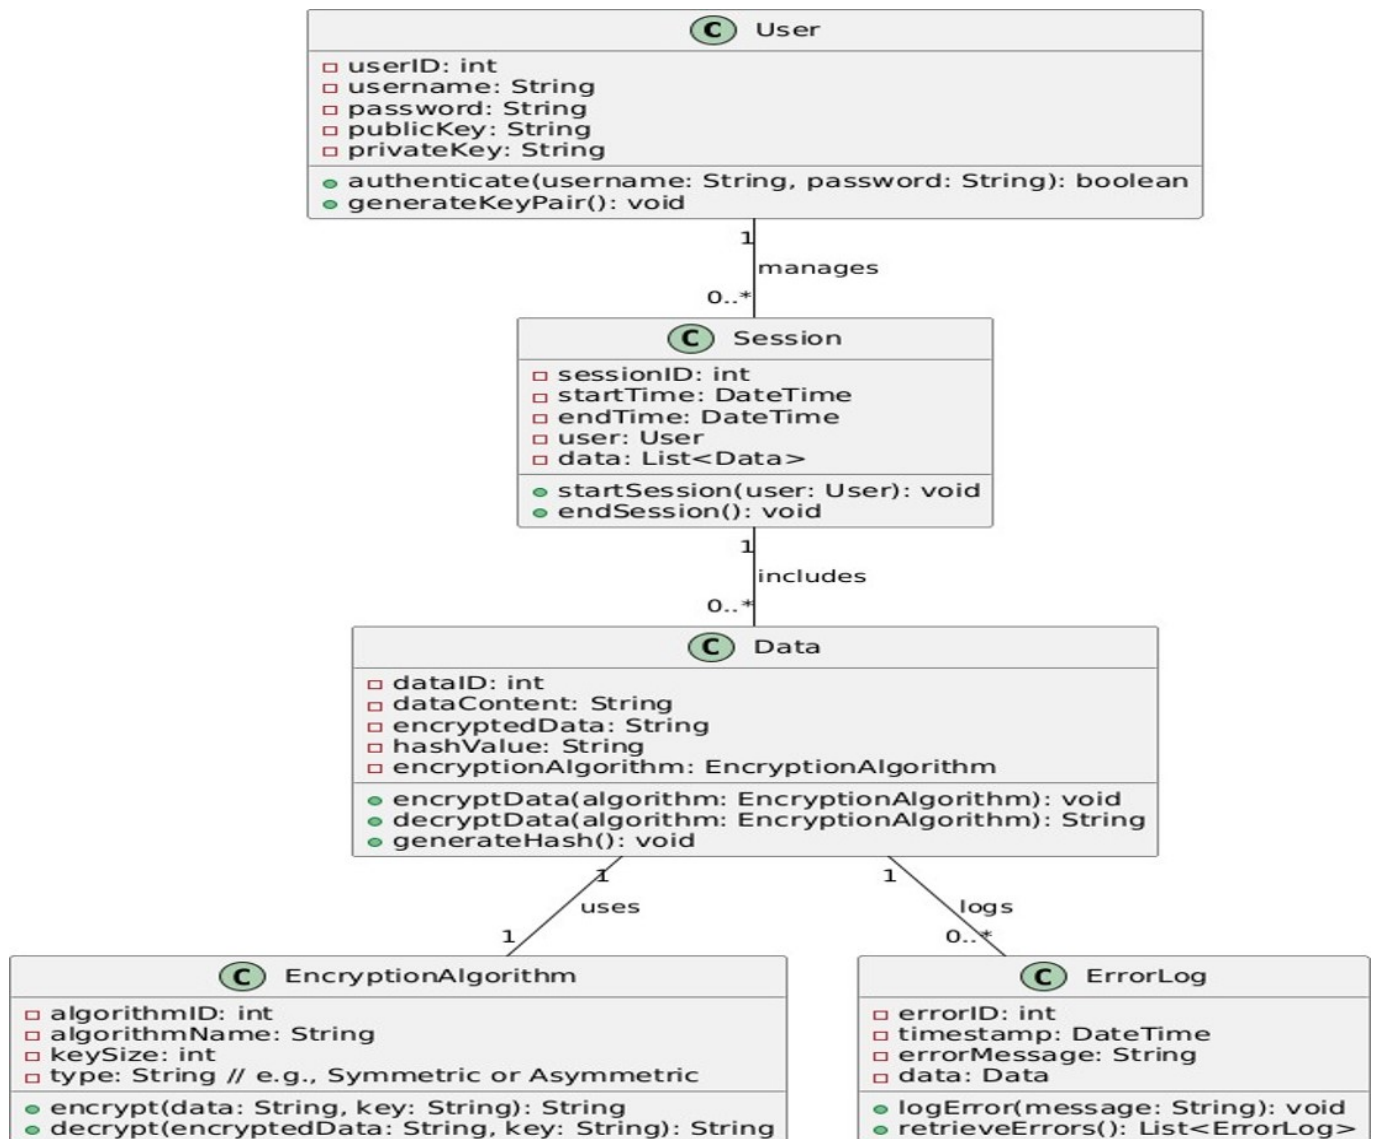 C User
userID: int
username: String
password: String
publicKey: String
privateKey: String
authenticate(username: String, password: String): boolean
generateKeyPair(): void
1
manages
0..*
C Session
sessionID: int
startTime: DateTime
endTime: DateTime
user: User
data: List<Data>
startSession(user: User): void
endSession(): void
1
includes
0..*
C Data
dataID: int
dataContent: String
encryptedData: String
hashValue: String
encryptionAlgorithm: EncryptionAlgorithm
encryptData(algorithm: EncryptionAlgorithm): void
decryptData(algorithm: EncryptionAlgorithm): String
generateHash(): void
1
uses
1
1
logs
0..*
C EncryptionAlgorithm
algorithmID: int
algorithmName: String
keySize: int
type: String // e.g., Symmetric or Asymmetric
encrypt(data: String, key: String): String
decrypt(encryptedData: String, key: String): String
C ErrorLog
errorID: int
timestamp: DateTime
errorMessage: String
data: Data
logError(message: String): void
retrieveErrors(): List<ErrorLog>